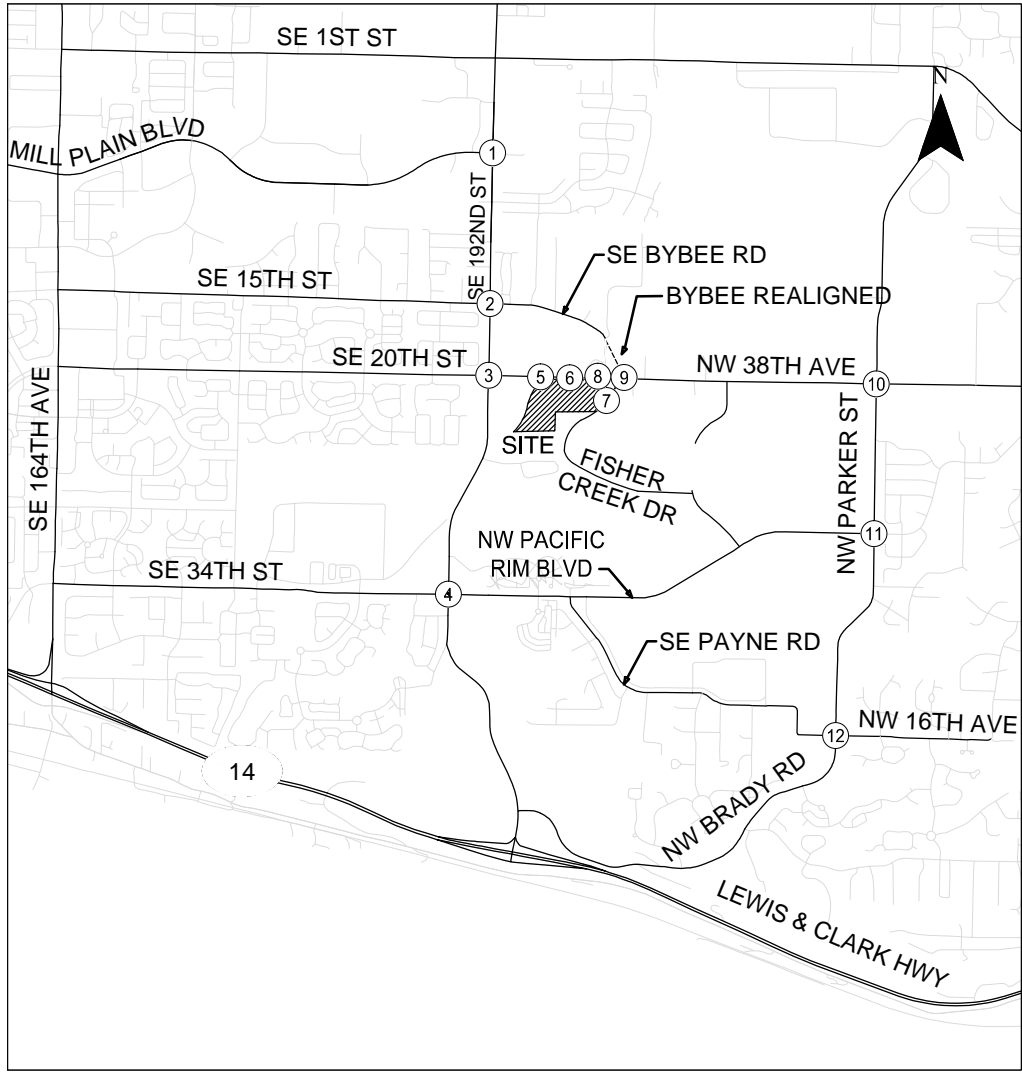 SE 1ST ST
N
MILL PLAIN BLVD
1
SE 192ND ST
SE BYBEE RD
SE 15TH ST
BYBEE REALIGNED
2
SE 20TH ST
NW 38TH AVE
3
5
6
8
9
10
7
SE 164TH AVE
SITE
NW PARKER ST
FISHER
CREEK DR
11
NW PACIFIC
RIM BLVD
SE 34TH ST
4
SE PAYNE RD
NW 16TH AVE
12
14
NW BRADY RD
LEWIS & CLARK HWY